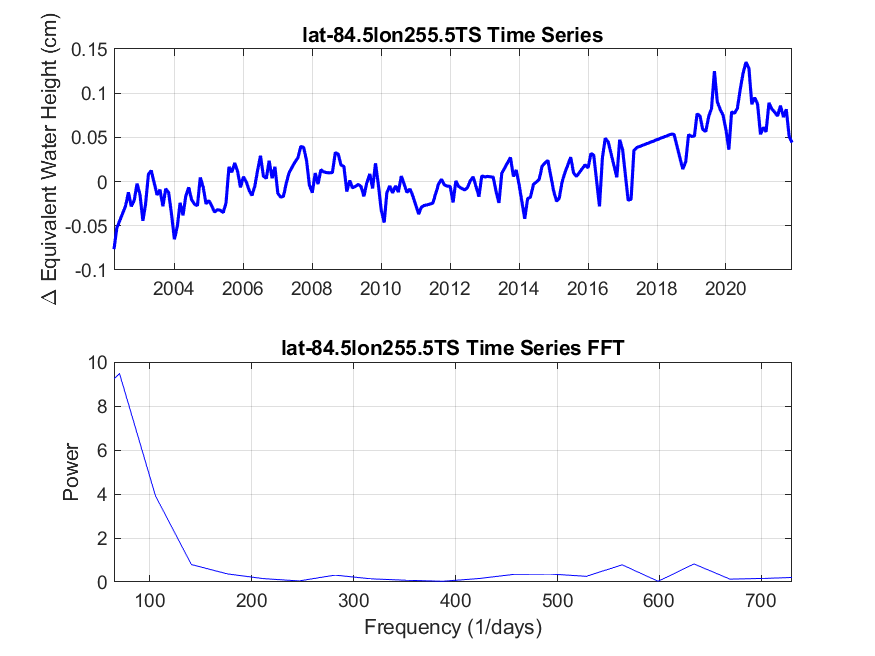 lat-84.5lon255.5TS Time Series
Δ Equivalent Water Height (cm)
0.15
0.1
0.05
0
-0.05
-0.1
2004 2006 2008 2010 2012 2014 2016 2018 2020
lat-84.5lon255.5TS Time Series FFT
Power
10
8
6
4
2
0
100 200 300 400 500 600 700
Frequency (1/days)